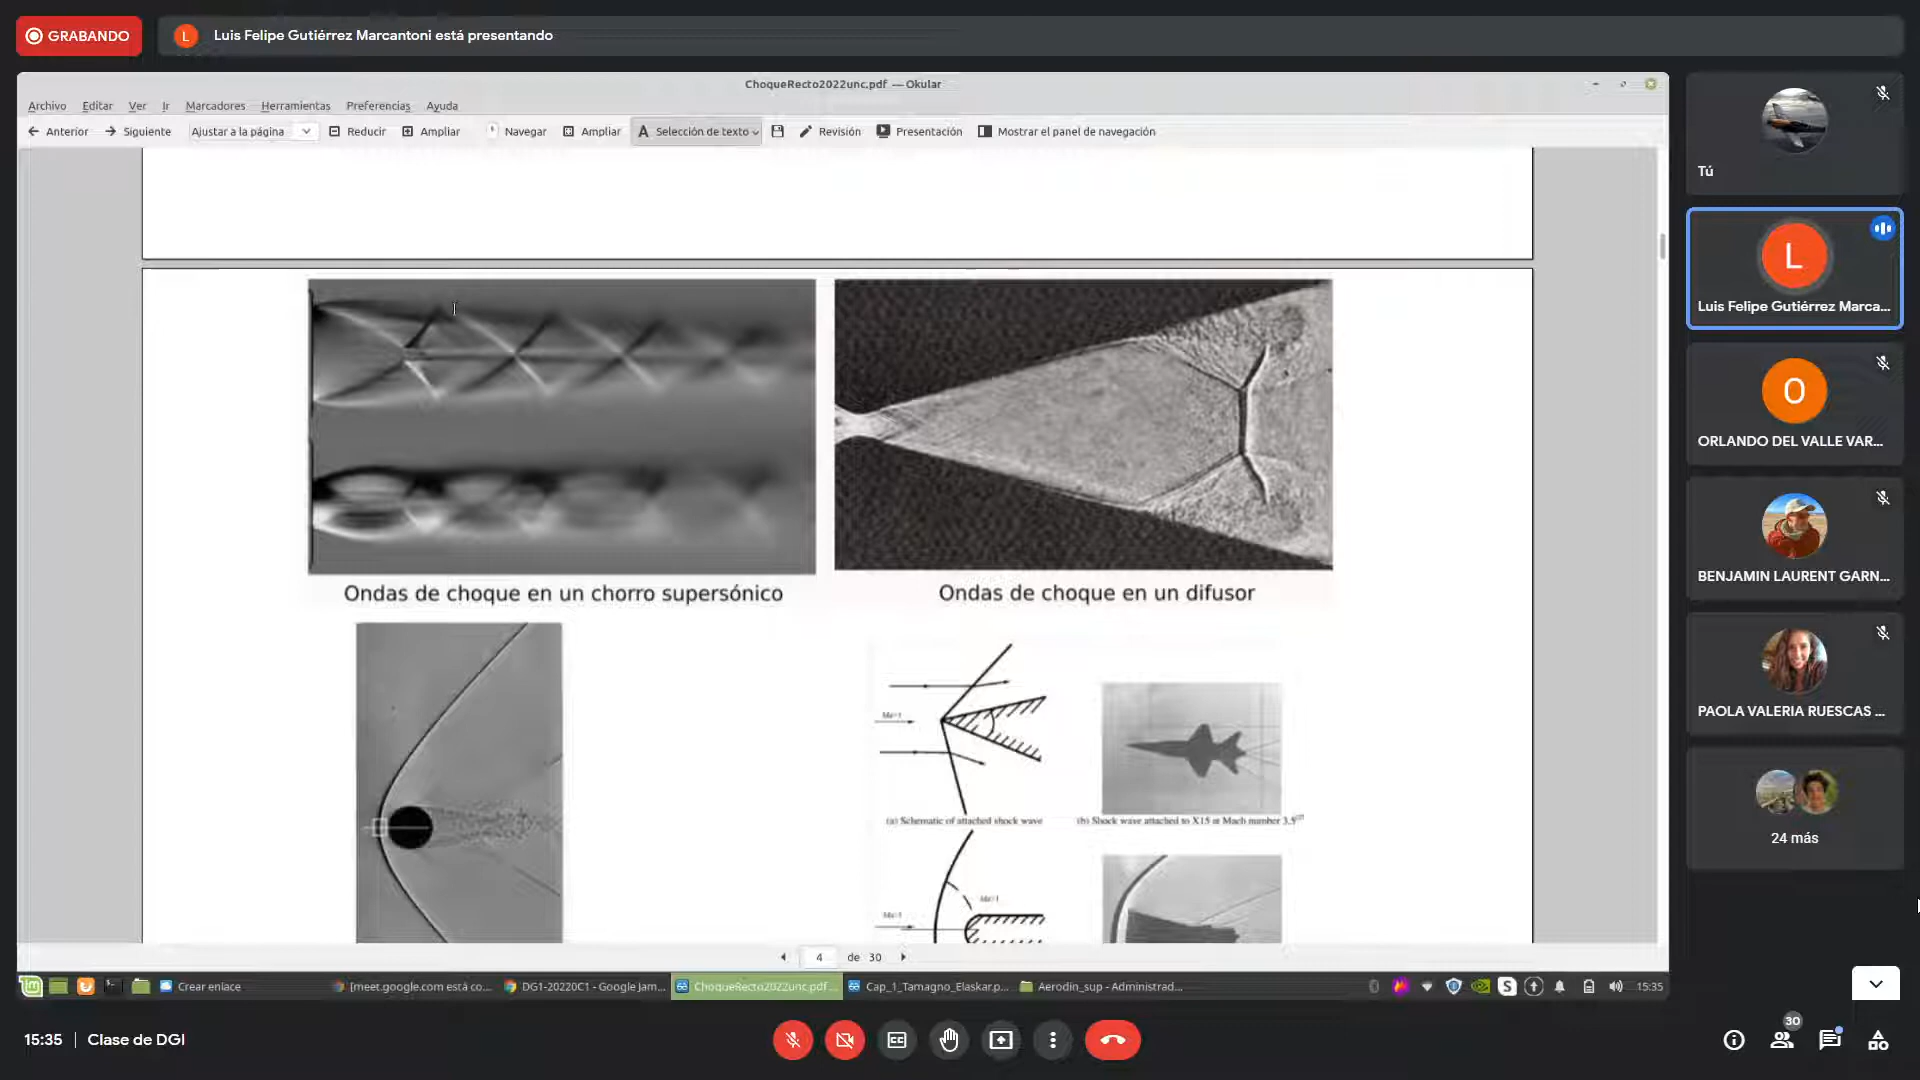 GRABANDO
L
Luis Felipe Gutiérrez Marcantoni está presentando
ChoqueRecto2022unc.pdf — Okular
Archivo Editar Ver Ir Marcadores Herramientas Preferencias Ayuda
Anterior Siguiente Ajustar a la página Reducir Ampliar Navegar Ampliar Selección de texto Revisión Presentación Mostrar el panel de navegación
Ondas de choque en un chorro supersónico
Ondas de choque en un difusor
(a) Schematic of attached shock wave
(b) Shock wave attached to X15 at Mach number 3.5
4 de 30
Crear enlace
[meet.google.com está co...
DG1-20220C1 - Google Jam...
ChoqueRecto2022unc.pdf ...
Cap_1_Tamagno_Elaskar.p...
Aerodin_sup - Administrad...
S
15:35
Tú
L
Luis Felipe Gutiérrez Marca...
O
ORLANDO DEL VALLE VAR...
BENJAMIN LAURENT GARN...
PAOLA VALERIA RUESCAS ...
24 más
15:35 | Clase de DGI
30